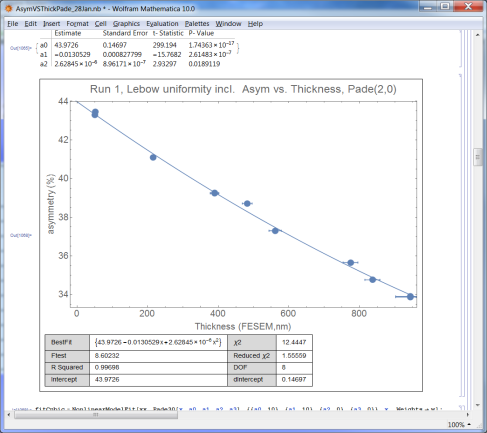 AsymVSThickPade_28Jan.nb * - Wolfram Mathematica 10.0
File Edit Insert Format Cell Graphics Evaluation Palettes Window Help
Estimate Standard Error t-Statistic P-Value
a0 43.9726 0.14697 299.194 1.74363×10⁻¹⁷
a1 -0.0130529 0.000827799 -15.7682 2.61483×10⁻⁷
a2 2.62845×10⁻⁶ 8.96171×10⁻⁷ 2.93297 0.0189119
Run 1, Lebow uniformity incl. Asym vs. Thickness, Pade(2,0)
44
42
40
38
36
34
asymmetry (%)
0 200 400 600 800
Thickness (FESEM,nm)
BestFit {43.9726-0.0130529x+2.62845×10⁻⁶x²} χ2 12.4447
Ftest 8.60232 Reduced χ2 1.55559
R Squared 0.99698 DOF 8
Intercept 43.9726 dIntercept 0.14697
100%